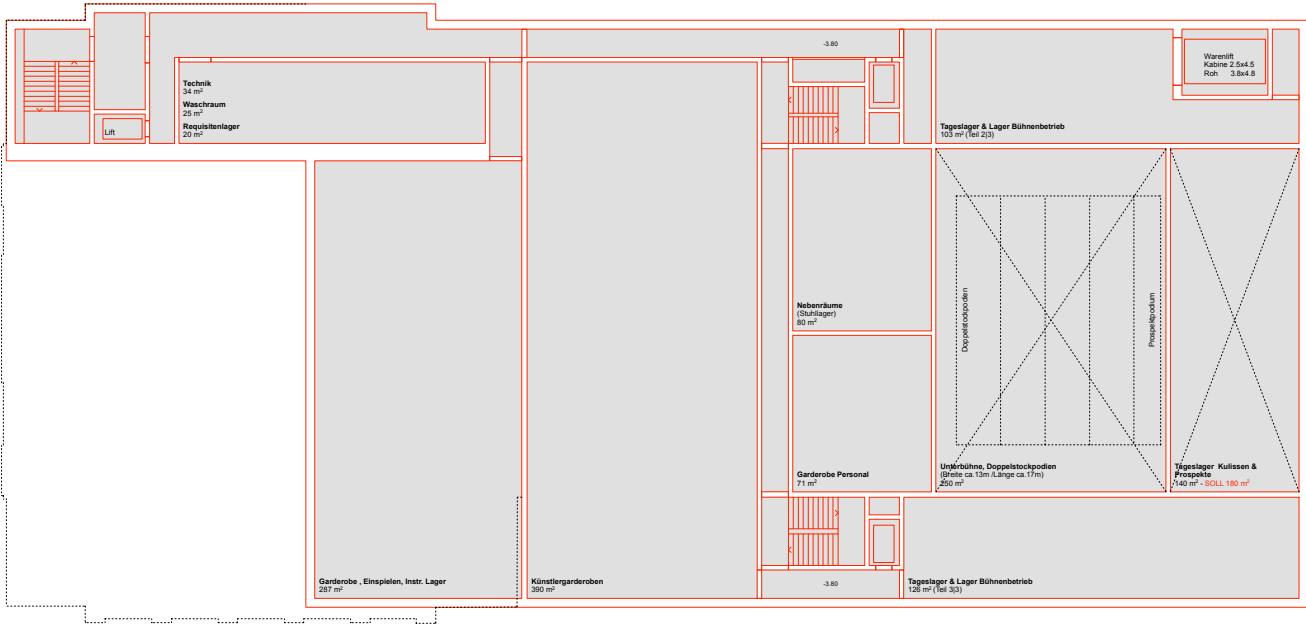 -3.80
Warenlift
Kabine 2.5x4.5
Roh 3.8x4.8
Technik
34 m²
Waschraum
25 m²
Requisitenlager
20 m²
Lift
Tageslager & Lager Bühnenbetrieb
103 m² (Teil 2|3)
Nebenräume
(Stuhllager)
80 m²
Doppelstockpodien
Prospektpodium
Garderobe Personal
71 m²
Unterbühne, Doppelstockpodien
(Breite ca.13m /Länge ca.17m)
250 m²
Tageslager Kulissen &
Prospekte
140 m² - SOLL 180 m²
Garderobe , Einspielen, Instr. Lager
287 m²
Künstlergarderoben
390 m²
-3.80
Tageslager & Lager Bühnenbetrieb
126 m² (Teil 3|3)